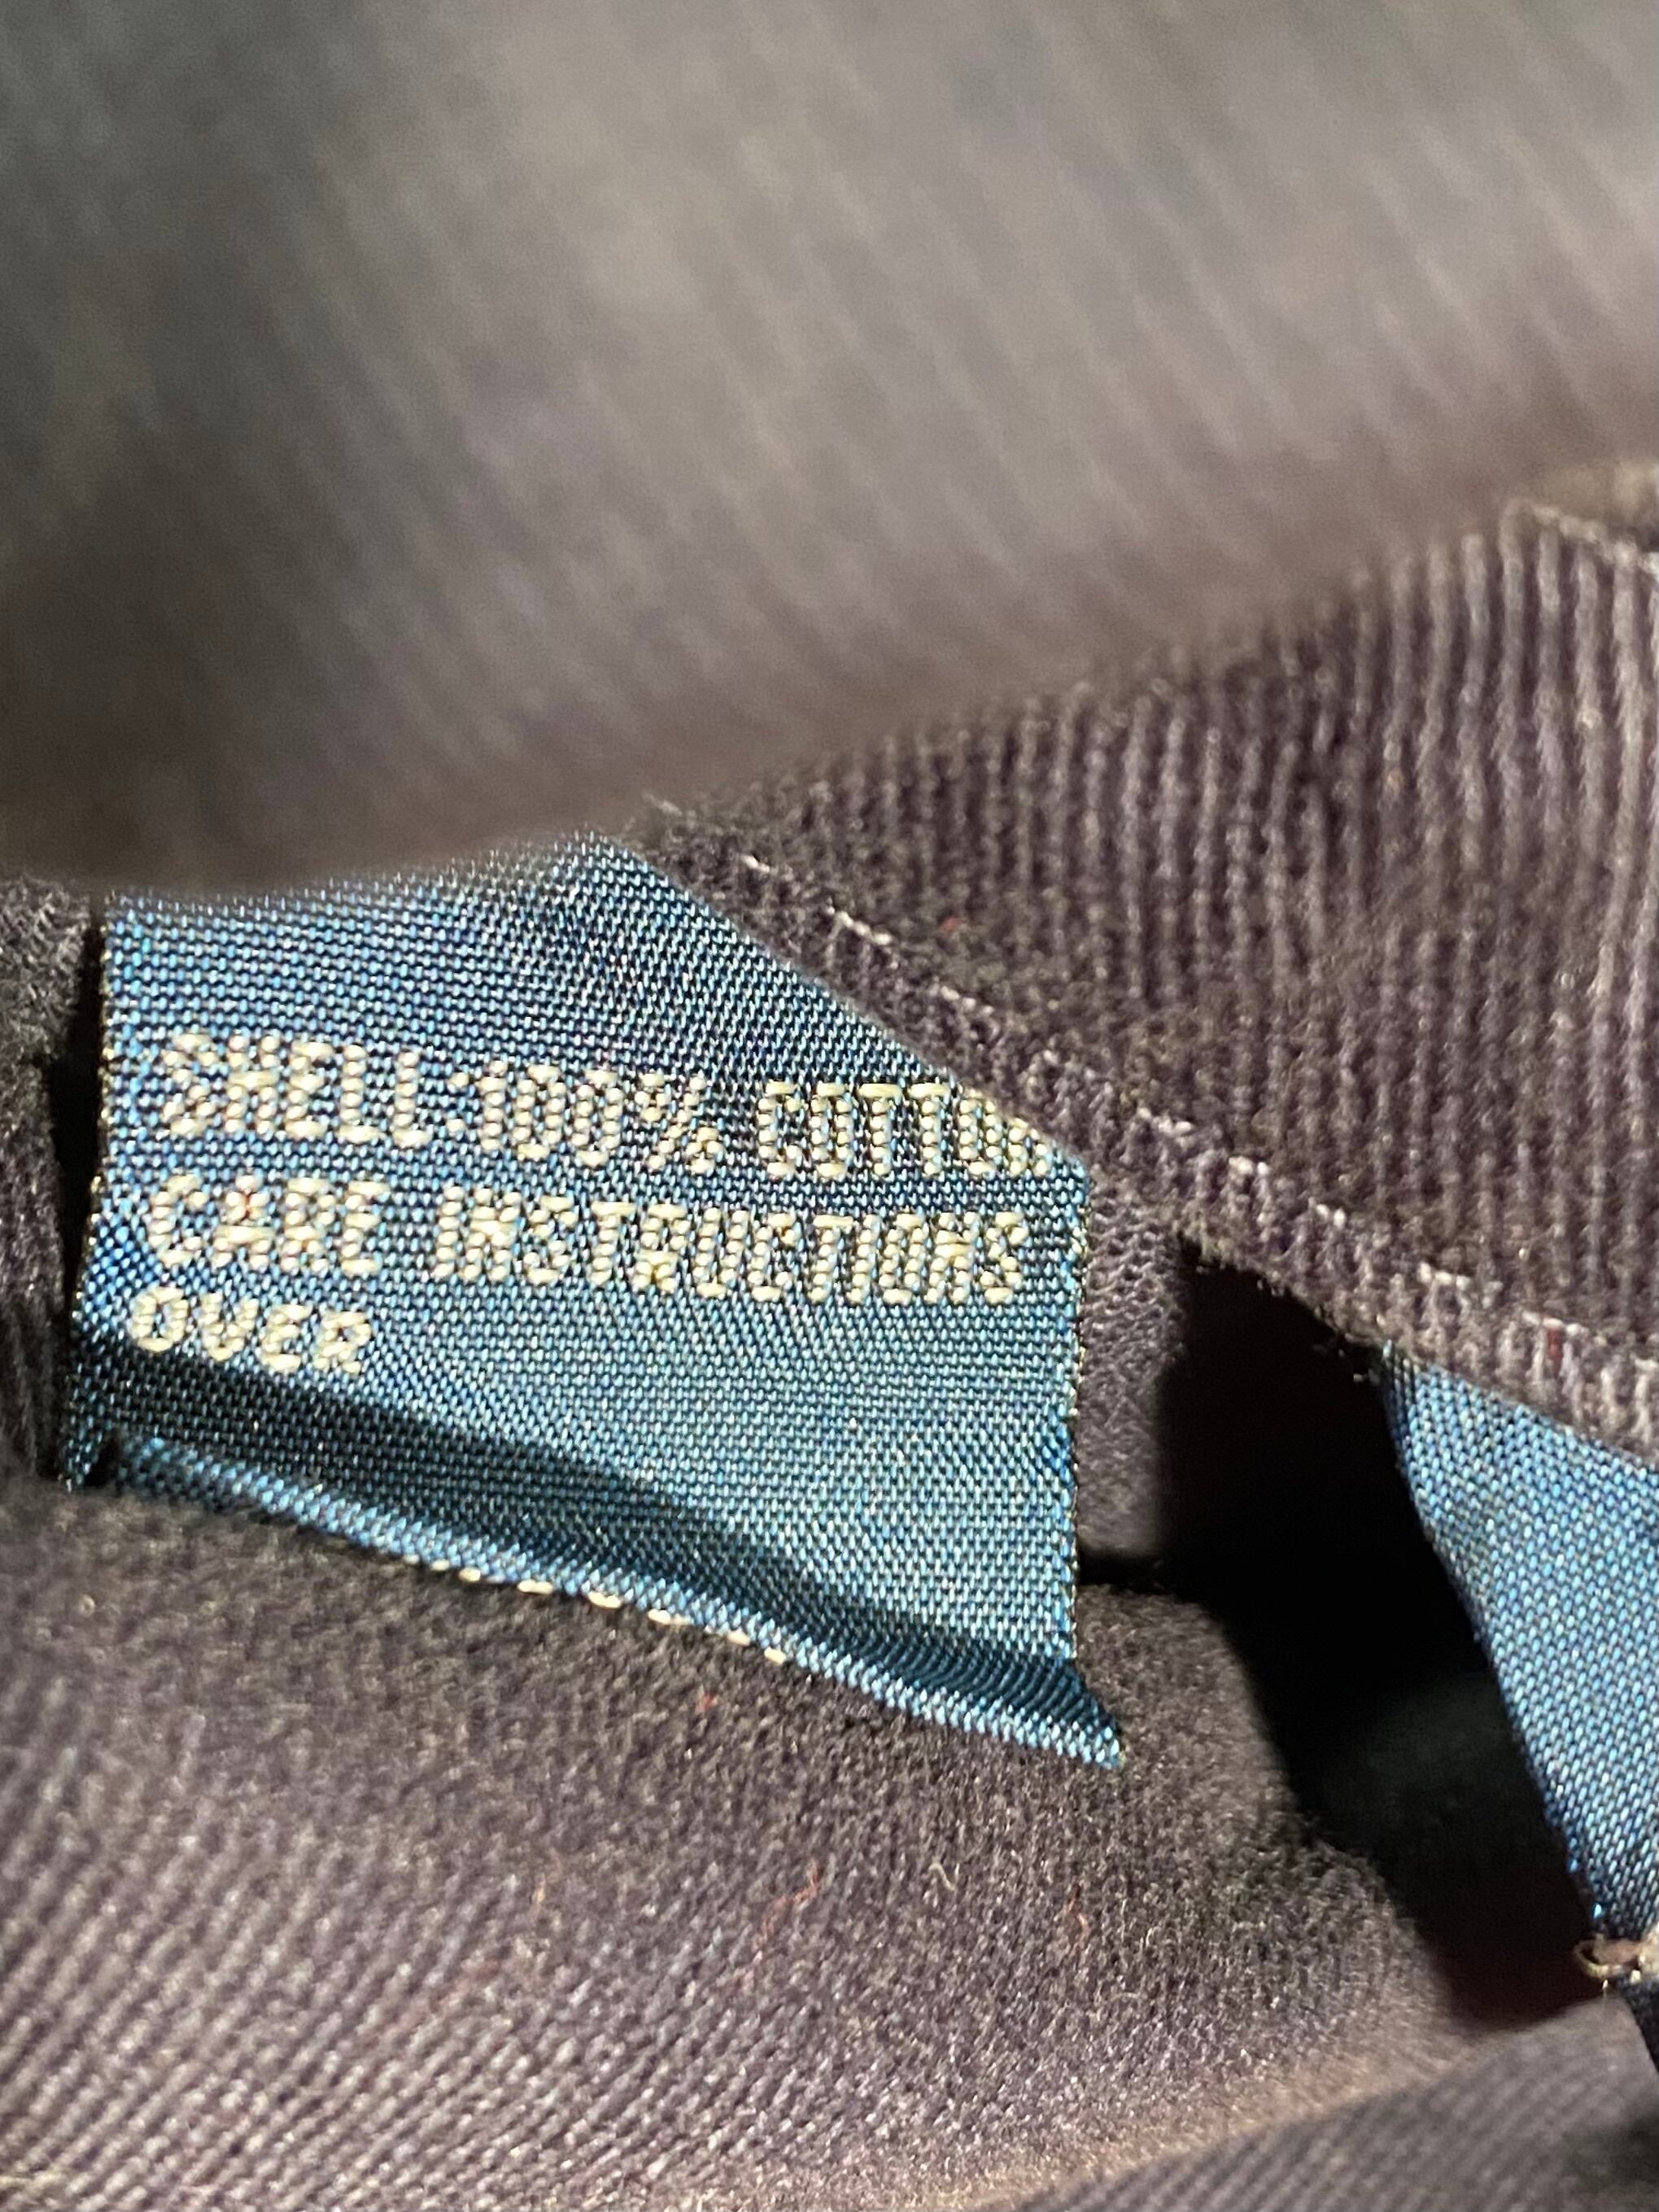 SHELL-100% COTTON
CARE INSTRUCTIONS
OVER